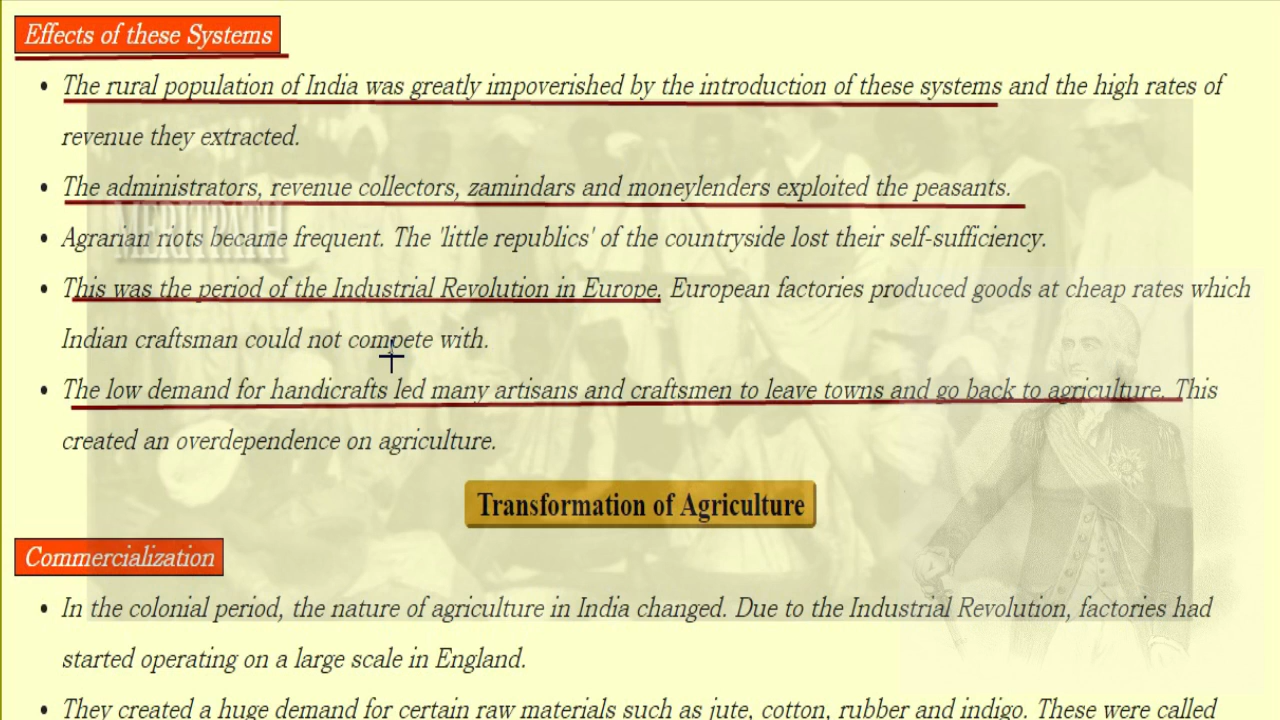 Effects of these Systems
• The rural population of India was greatly impoverished by the introduction of these systems and the high rates of
revenue they extracted.
• The administrators, revenue collectors, zamindars and moneylenders exploited the peasants.
MERITPATH
• Agrarian riots became frequent. The 'little republics' of the countryside lost their self-sufficiency.
• This was the period of the Industrial Revolution in Europe. European factories produced goods at cheap rates which
Indian craftsman could not compete with.
• The low demand for handicrafts led many artisans and craftsmen to leave towns and go back to agriculture. This
created an overdependence on agriculture.
Transformation of Agriculture
Commercialization
• In the colonial period, the nature of agriculture in India changed. Due to the Industrial Revolution, factories had
started operating on a large scale in England.
• They created a huge demand for certain raw materials such as jute, cotton, rubber and indigo. These were called